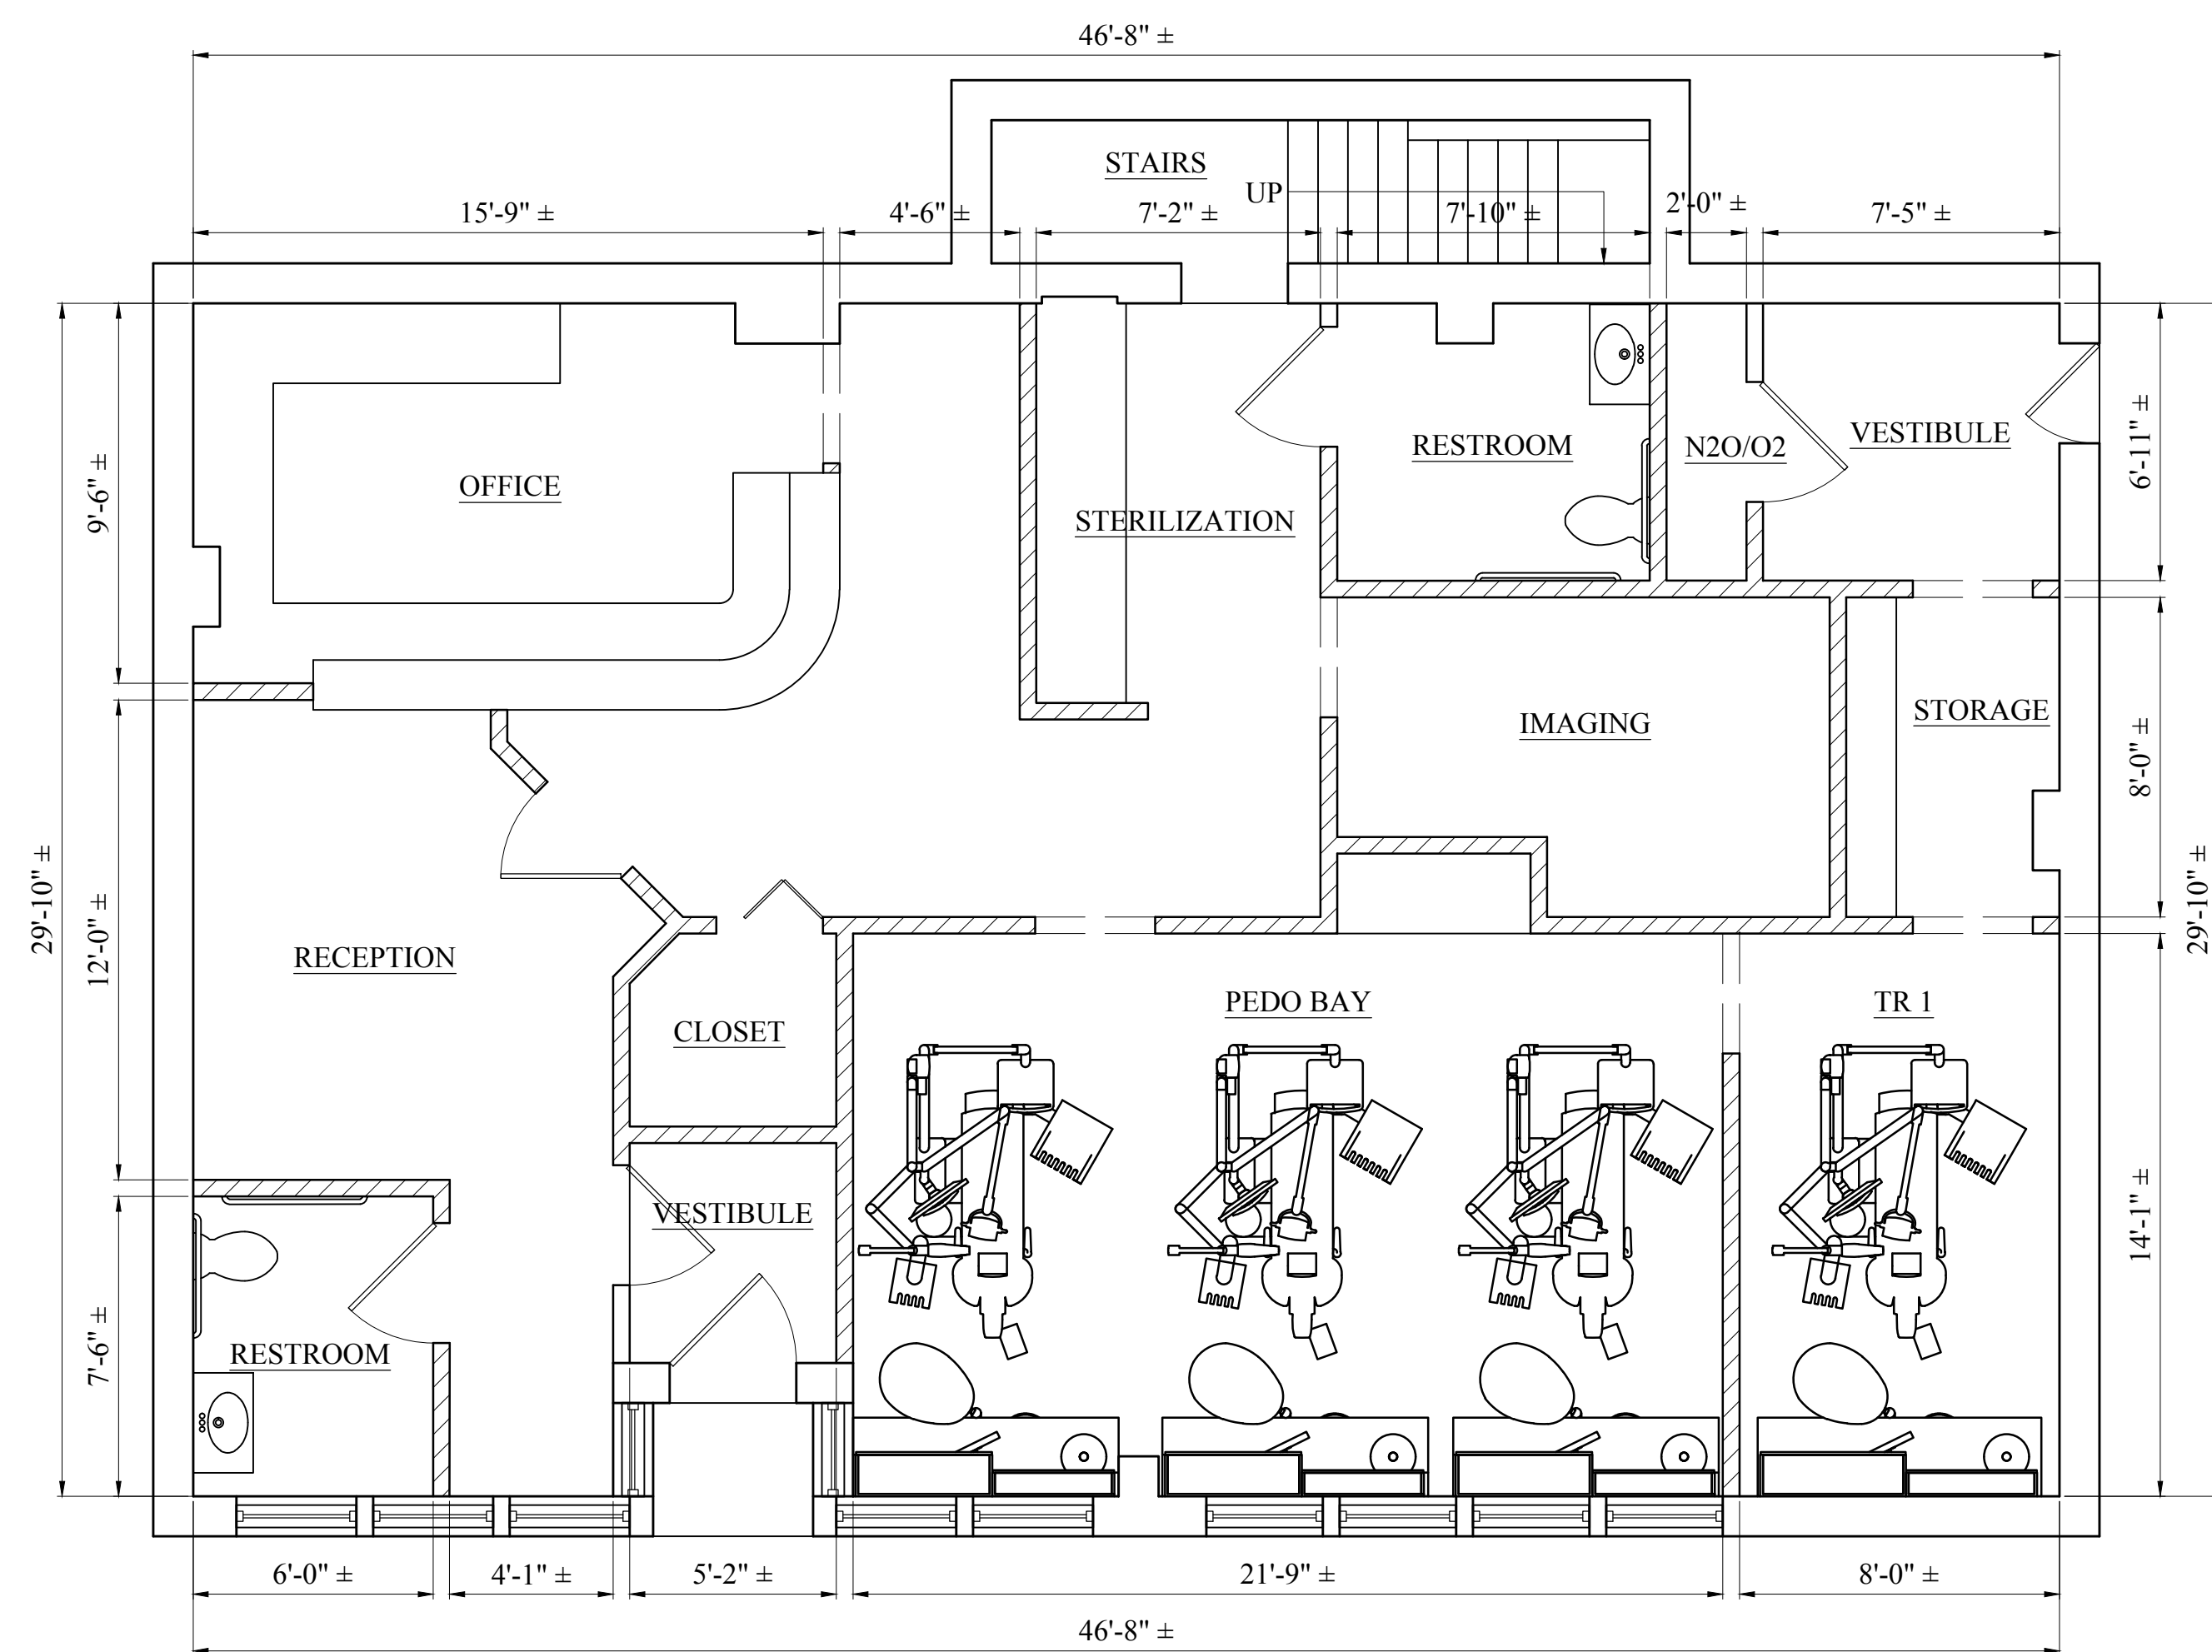 46'-8" ±
STAIRS
UP
15'-9" ±
4'-6" ±
7'-2" ±
7'-10" ±
2'-0" ±
7'-5" ±
OFFICE
STERILIZATION
RESTROOM
N2O/O2
VESTIBULE
9'-6" ±
6'-11" ±
IMAGING
STORAGE
8'-0" ±
29'-10" ±
12'-0" ±
29'-10" ±
RECEPTION
CLOSET
PEDO BAY
TR 1
VESTIBULE
14'-1" ±
RESTROOM
7'-6" ±
6'-0" ±
4'-1" ±
5'-2" ±
21'-9" ±
8'-0" ±
46'-8" ±